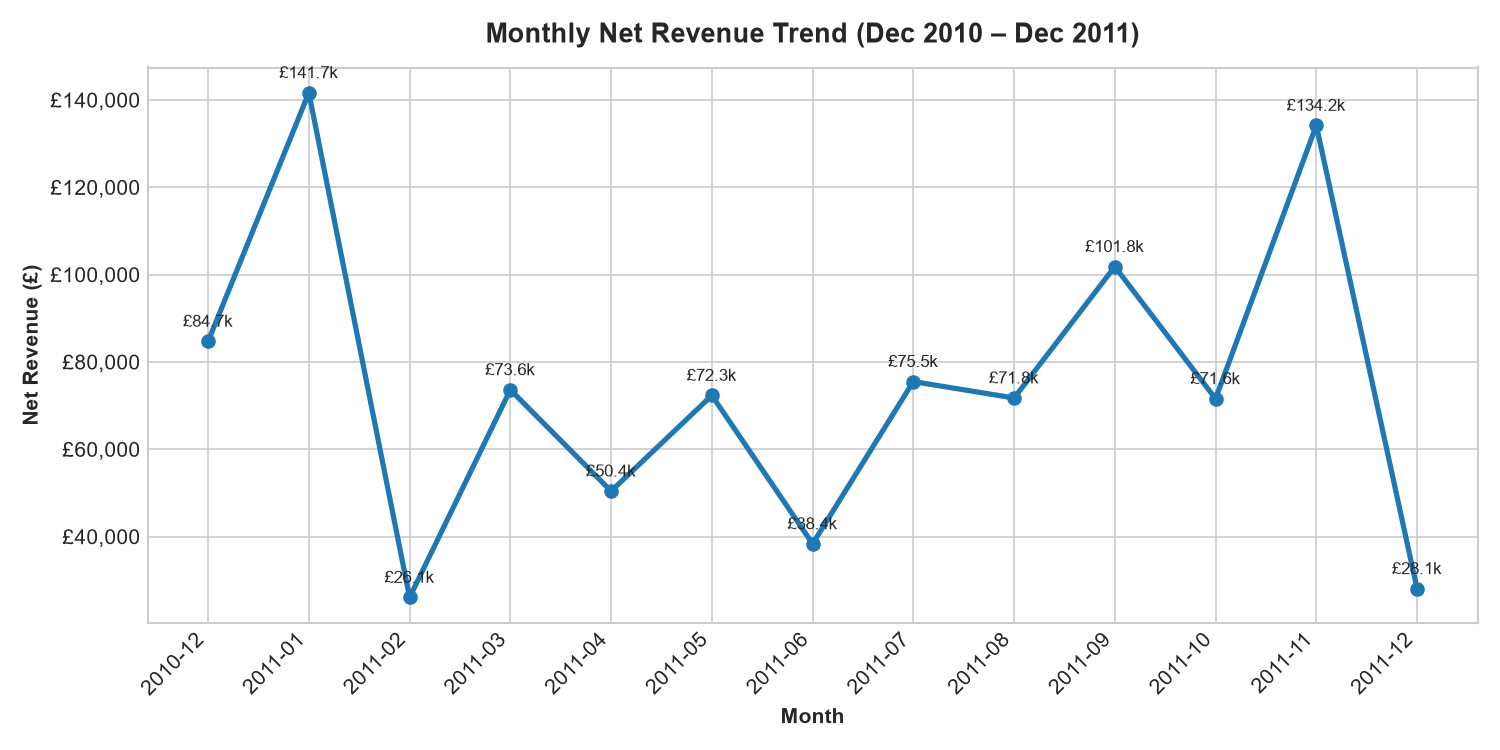 Monthly Net Revenue Trend (Dec 2010 – Dec 2011)
Net Revenue (£)
£140,000
£120,000
£100,000
£80,000
£60,000
£40,000
£84.7k
£141.7k
£26.1k
£73.6k
£50.4k
£72.3k
£38.4k
£75.5k
£71.8k
£101.8k
£71.6k
£134.2k
£28.1k
2010-12
2011-01
2011-02
2011-03
2011-04
2011-05
2011-06
2011-07
2011-08
2011-09
2011-10
2011-11
2011-12
Month